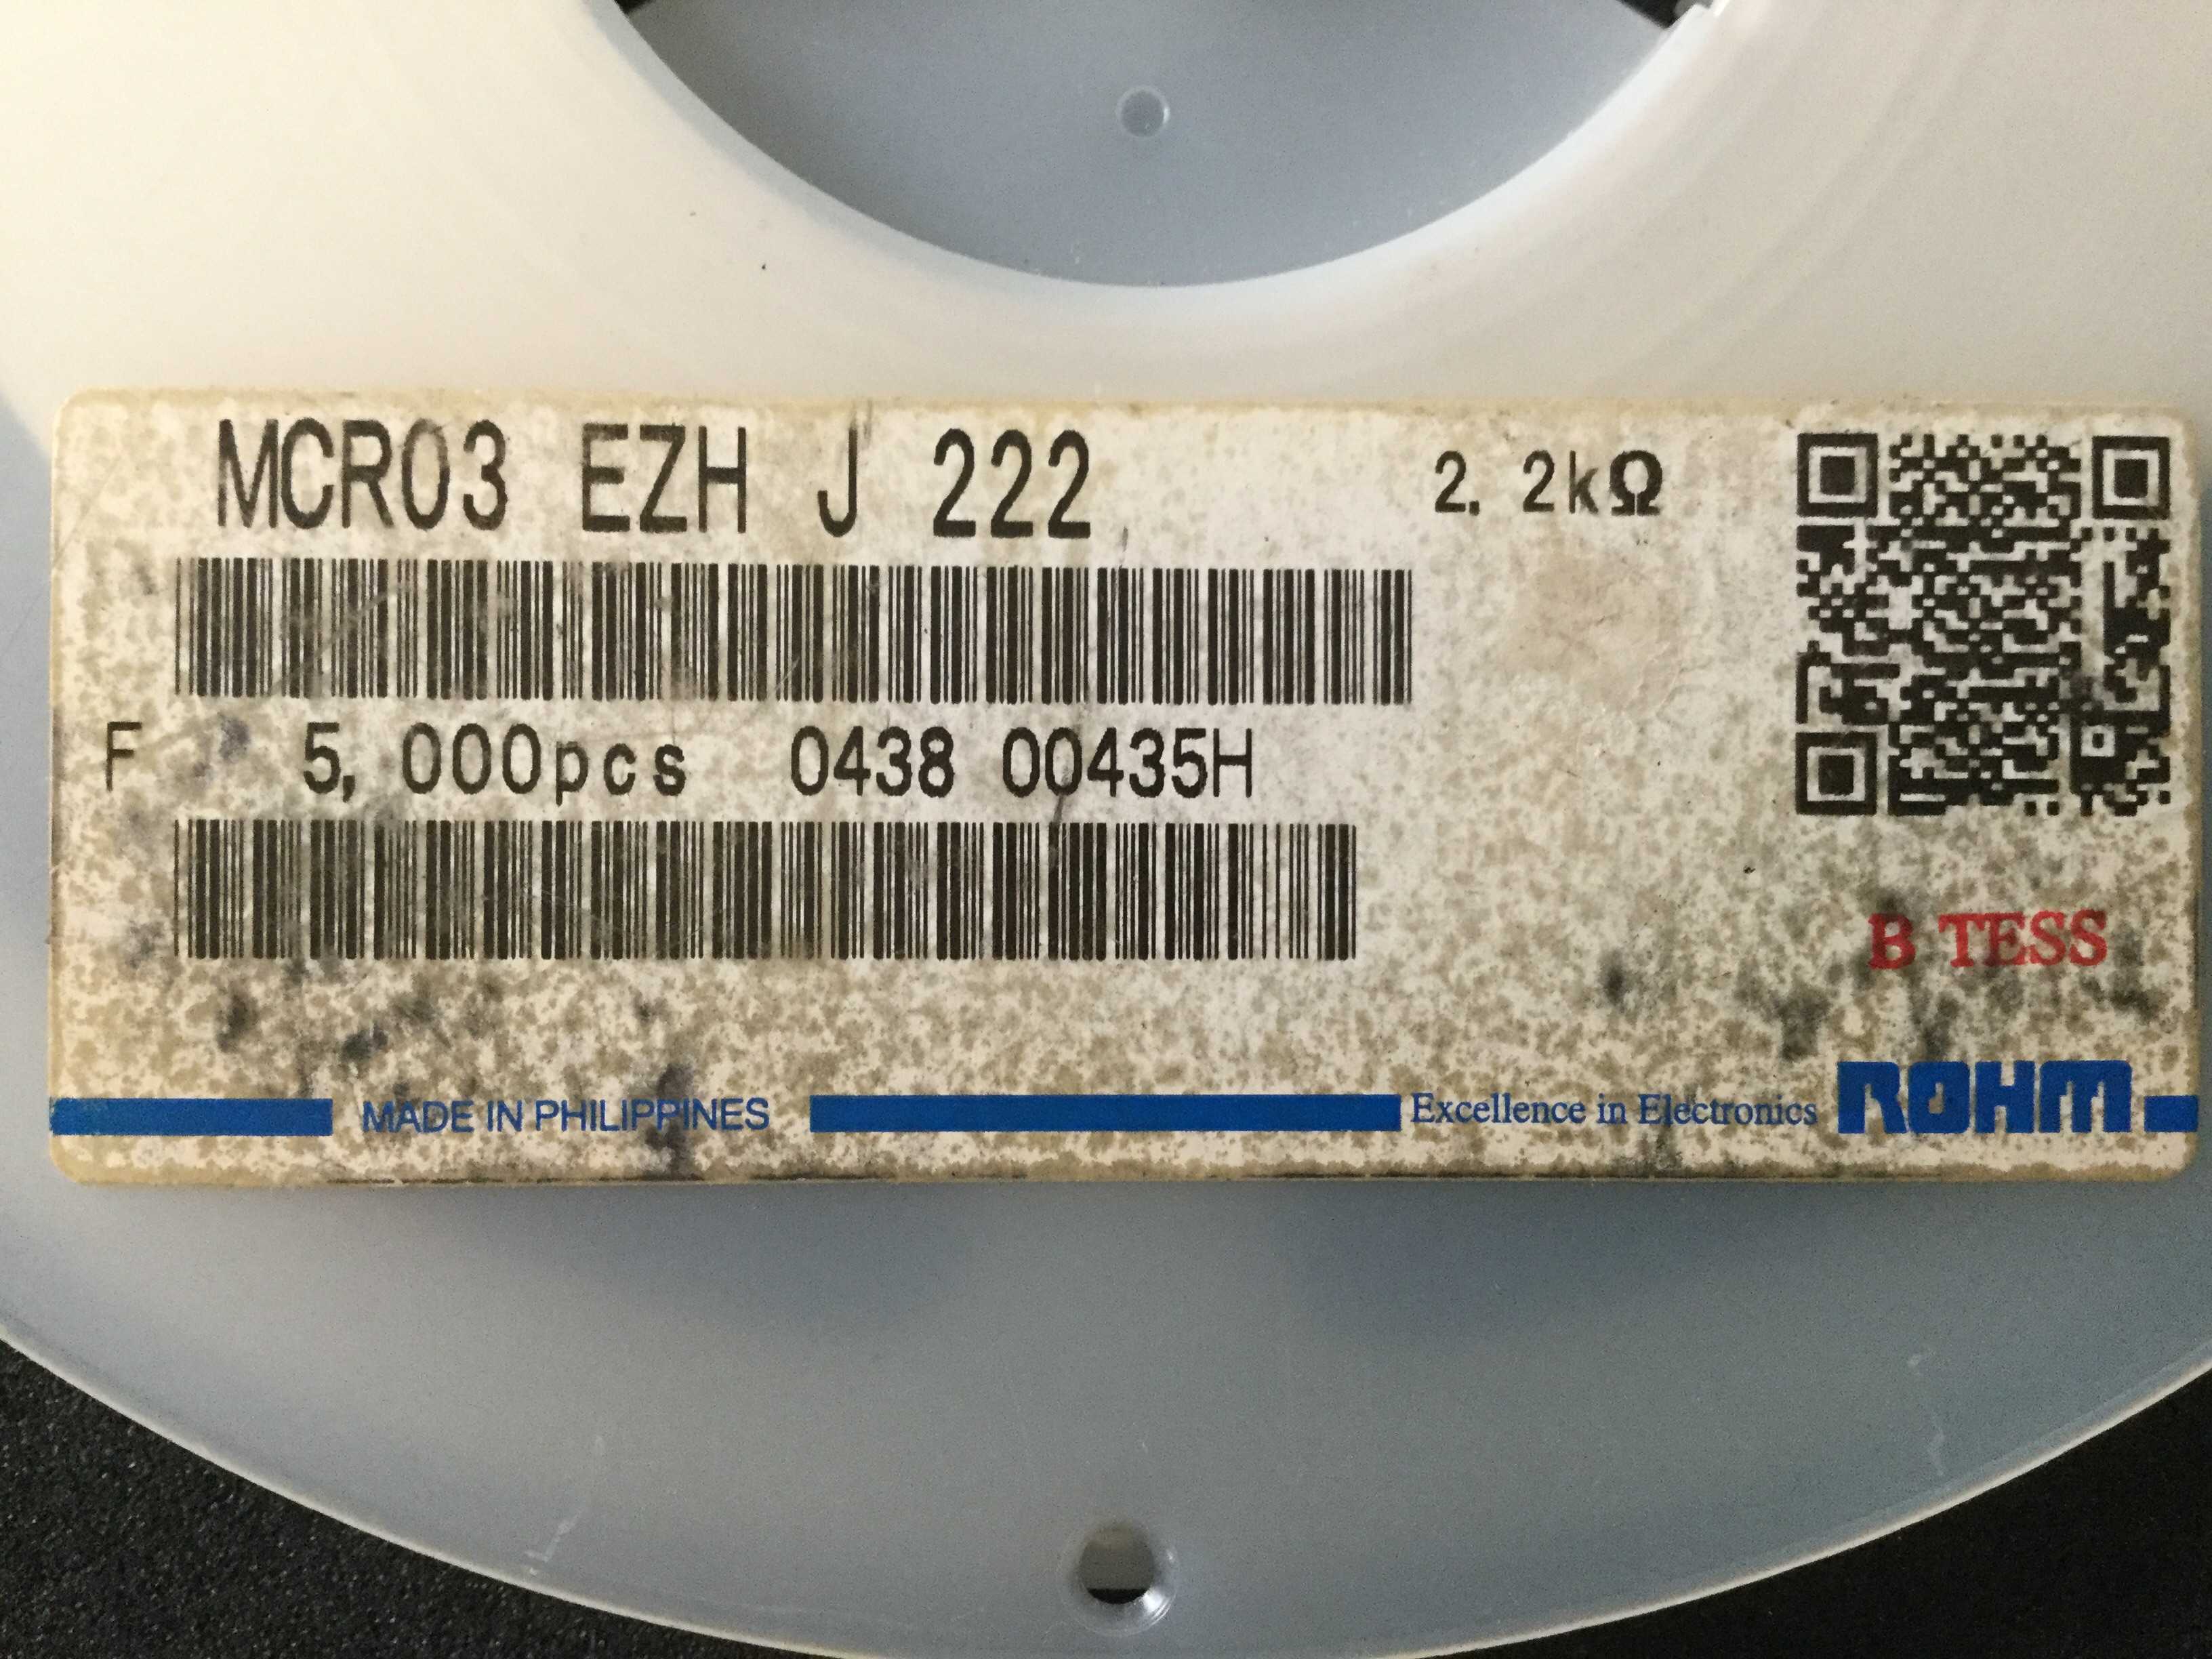 MCR03 EZH J 222 2.2kΩ
F 5,000pcs 0438 00435H
B TESS
MADE IN PHILIPPINES Excellence in Electronics ROHM